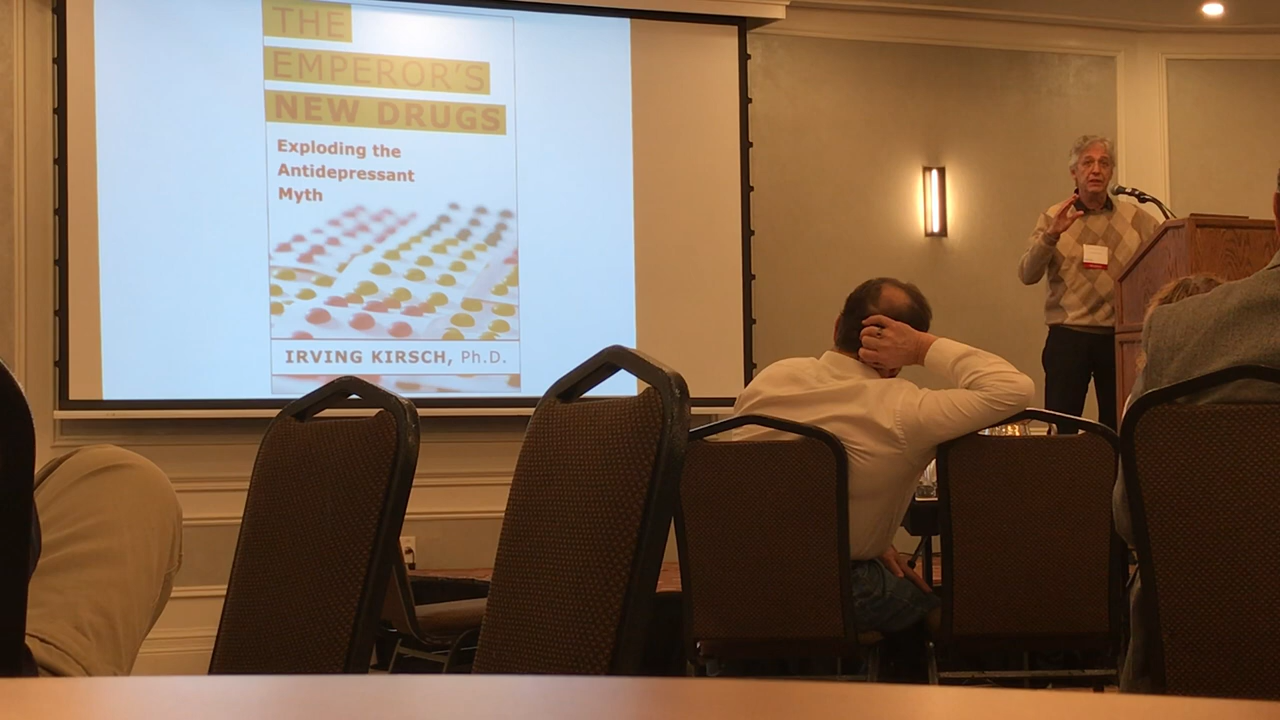 THE
EMPEROR'S
NEW DRUGS
Exploding the
Antidepressant
Myth
IRVING KIRSCH, Ph.D.